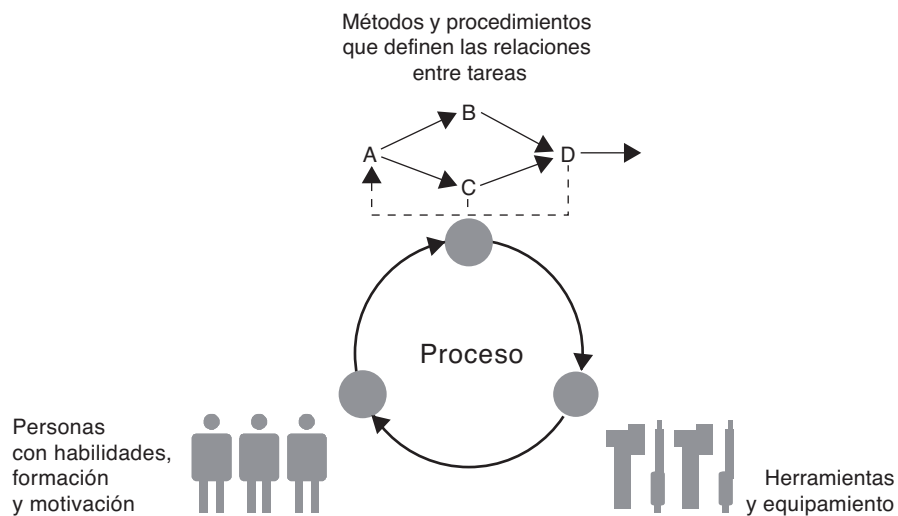 Métodos y procedimientos
que definen las relaciones
entre tareas
B
A
D
C
Proceso
Personas
con habilidades,
formación
y motivación
Herramientas
y equipamiento